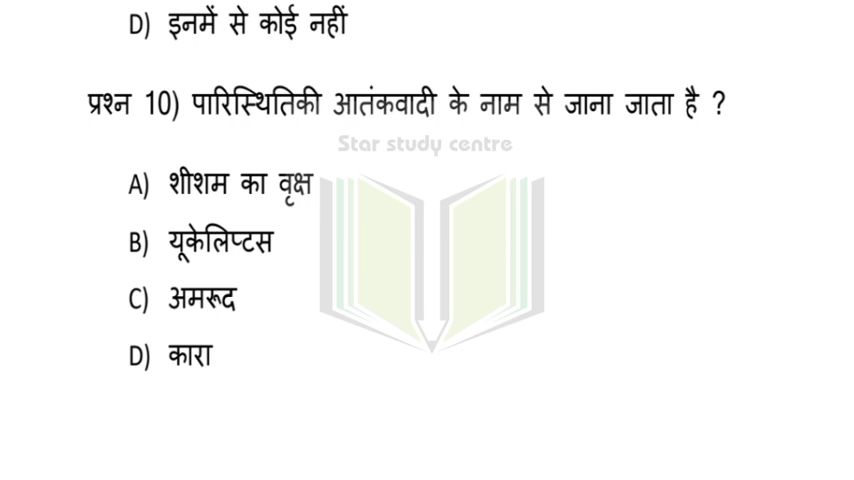 D) इनमें से कोई नहीं
प्रश्न 10) पारिस्थितिकी आतंकवादी के नाम से जाना जाता है ?
Star study centre
A) शीशम का वृक्ष
B) यूकेलिप्टस
C) अमरूद
D) कारा